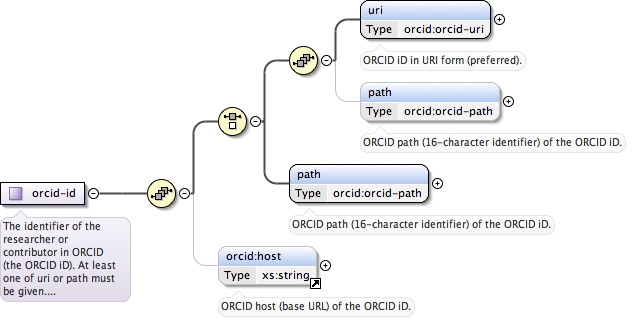 uri
Type orcid:orcid-uri
ORCID iD in URI form (preferred).
path
Type orcid:orcid-path
ORCID path (16-character identifier) of the ORCID iD.
path
Type orcid:orcid-path
ORCID path (16-character identifier) of the ORCID iD.
orcid-id
The identifier of the
researcher or
contributor in ORCID
(the ORCID iD). At least
one of uri or path must
be given....
orcid:host
Type xs:string
ORCID host (base URL) of the ORCID iD.